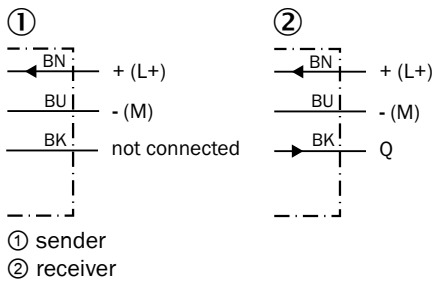 ① ②
BN + (L+) BN + (L+)
BU - (M) BU - (M)
BK not connected BK Q
① sender
② receiver